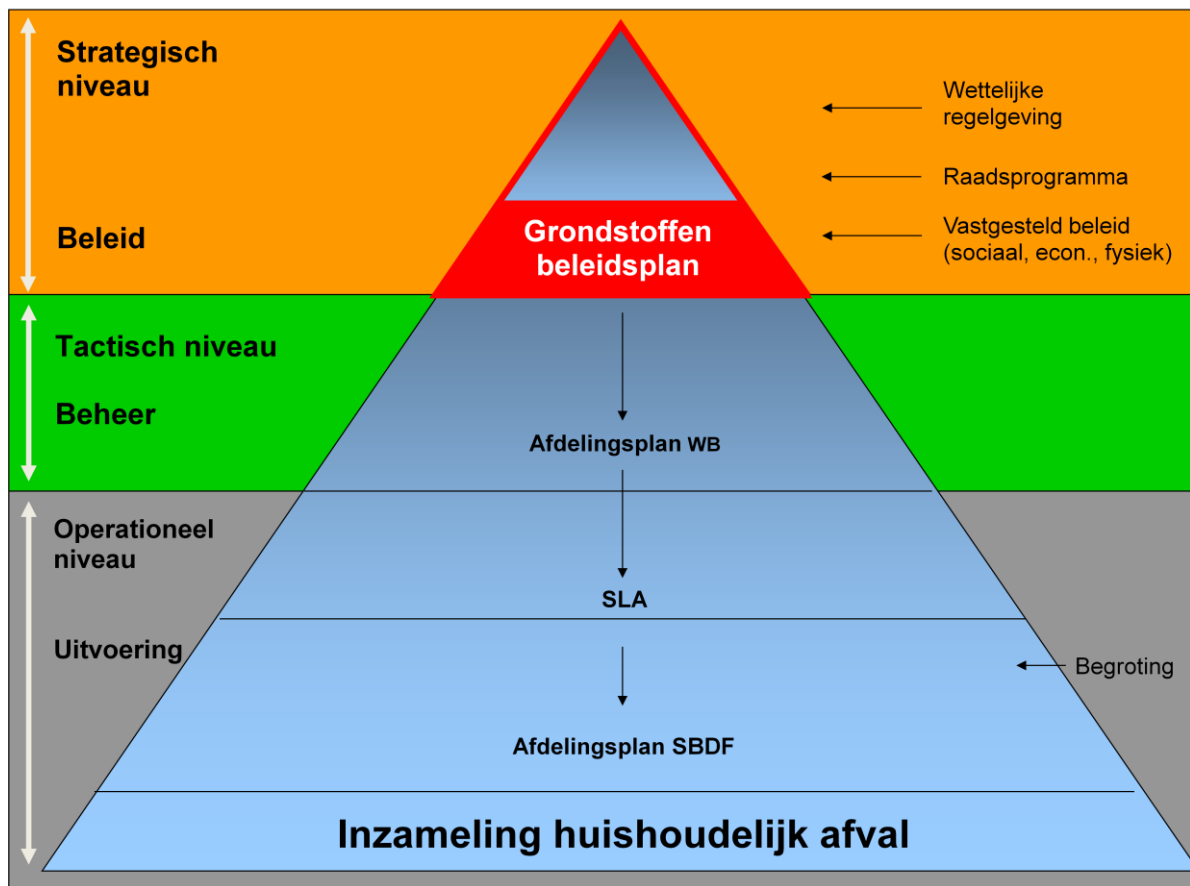 Strategisch
niveau
Wettelijke
regelgeving
Raadsprogramma
Beleid
Grondstoffen
beleidsplan
Vastgesteld beleid
(sociaal, econ., fysiek)
Tactisch niveau
Beheer
Afdelingsplan WB
Operationeel
niveau
SLA
Uitvoering
Begroting
Afdelingsplan SBDF
Inzameling huishoudelijk afval